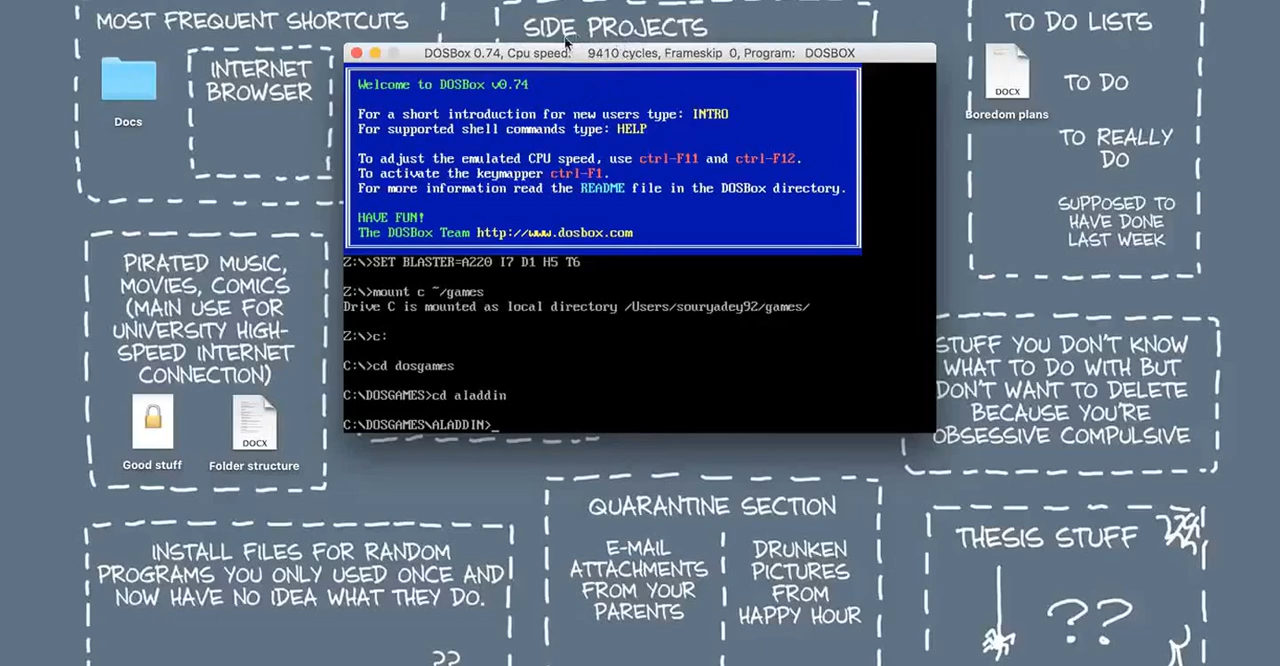 MOST FREQUENT SHORTCUTS
INTERNET
BROWSER
Docs
SIDE PROJECTS
TO DO LISTS
DOCX
Boredom plans
TO DO
TO REALLY
DO
SUPPOSED TO
HAVE DONE
LAST WEEK
DOSBox 0.74, Cpu speed: 9410 cycles, Frameskip 0, Program: DOSBOX
Welcome to DOSBox v0.74
For a short introduction for new users type: INTRO
For supported shell commands type: HELP
To adjust the emulated CPU speed, use ctrl-F11 and ctrl-F12.
To activate the keymapper ctrl-F1.
For more information read the README file in the DOSBox directory.
HAVE FUN!
The DOSBox Team http://www.dosbox.com
Z:\>SET BLASTER=A220 I7 D1 H5 T6
Z:\>mount c ~/games
Drive C is mounted as local directory /Users/souryadey92/games/
Z:\>c:
C:\>cd dosgames
C:\DOSGAMES>cd aladdin
C:\DOSGAMES\ALADDIN>_
PIRATED MUSIC,
MOVIES, COMICS
(MAIN USE FOR
UNIVERSITY HIGH-
SPEED INTERNET
CONNECTION)
Good stuff
DOCX
Folder structure
STUFF YOU DON'T KNOW
WHAT TO DO WITH BUT
DON'T WANT TO DELETE
BECAUSE YOU'RE
OBSESSIVE COMPULSIVE
INSTALL FILES FOR RANDOM
PROGRAMS YOU ONLY USED ONCE AND
NOW HAVE NO IDEA WHAT THEY DO.
??
QUARANTINE SECTION
E-MAIL
ATTACHMENTS
FROM YOUR
PARENTS
DRUNKEN
PICTURES
FROM
HAPPY HOUR
THESIS STUFF
??